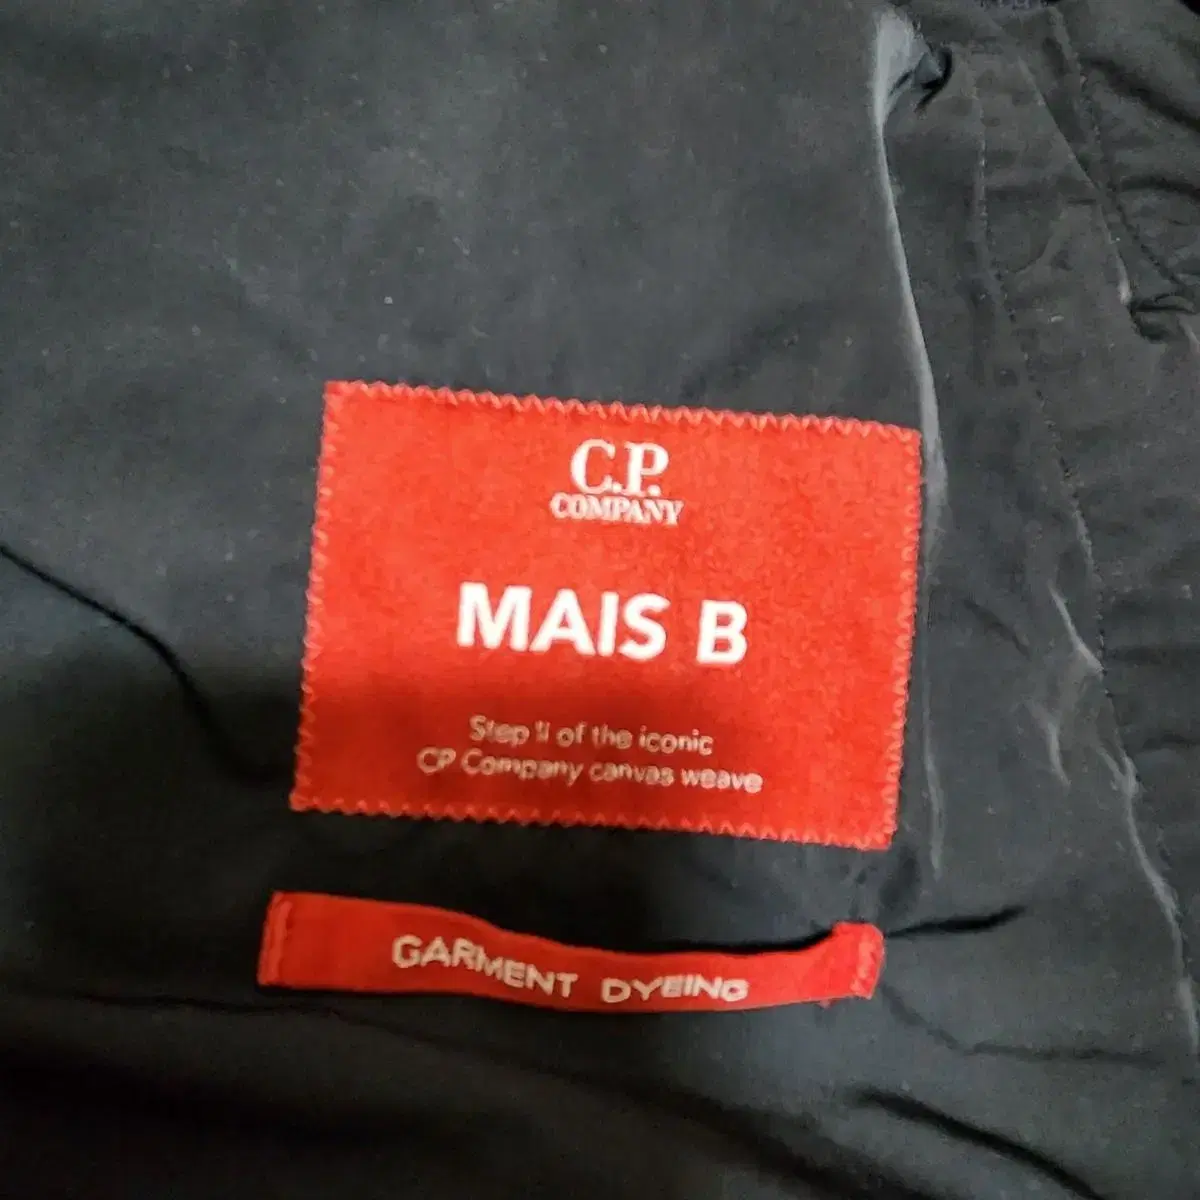 C.P.
COMPANY
MAIS B
Step II of the iconic
CP Company canvas weave
GARMENT DYEING